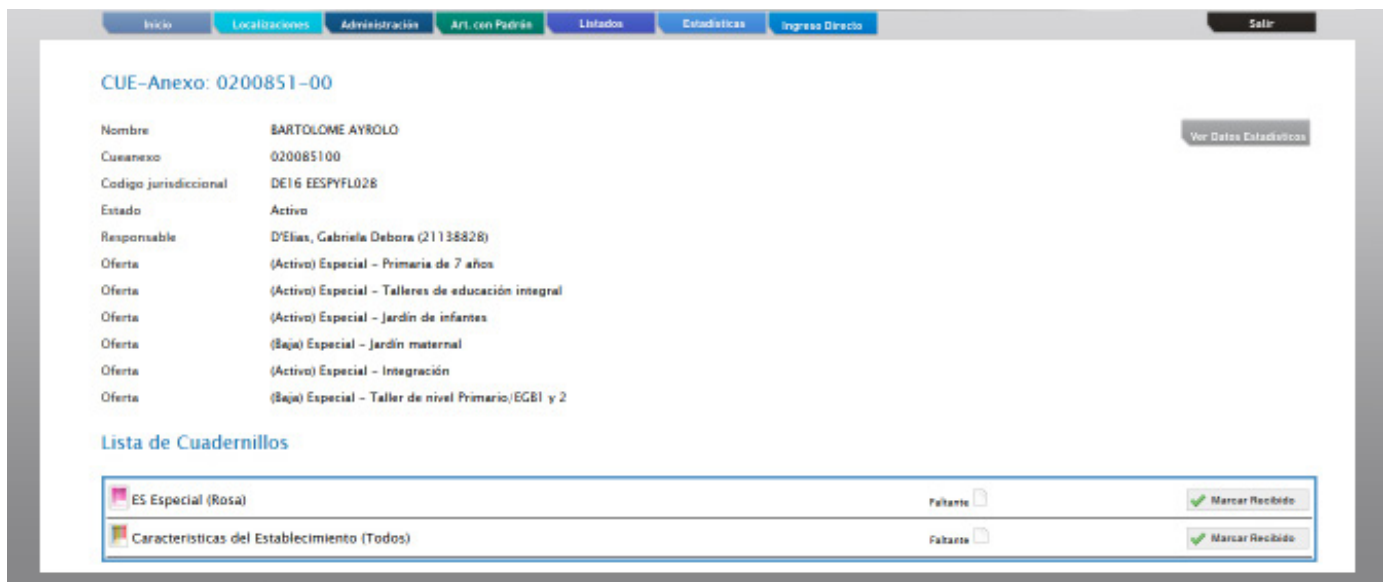 Inicio Localizaciones Administración Art. con Padrón Listados Estadísticas Ingreso Directo Salir
CUE-Anexo: 0200851-00
Nombre BARTOLOME AYROLO
Ver Datos Estadísticos
Cueanexo 020085100
Codigo jurisdiccional DE16 EESPYFL028
Estado Activo
Responsable D'Elias, Gabriela Debora (21138828)
Oferta (Activo) Especial - Primaria de 7 años
Oferta (Activo) Especial - Talleres de educación integral
Oferta (Activo) Especial - Jardín de infantes
Oferta (Baja) Especial - Jardín maternal
Oferta (Activo) Especial - Integración
Oferta (Baja) Especial - Taller de nivel Primario/EGB1 y 2
Lista de Cuadernillos
ES Especial (Rosa) Faltante Marcar Recibido
Caracteristicas del Establecimiento (Todos) Faltante Marcar Recibido